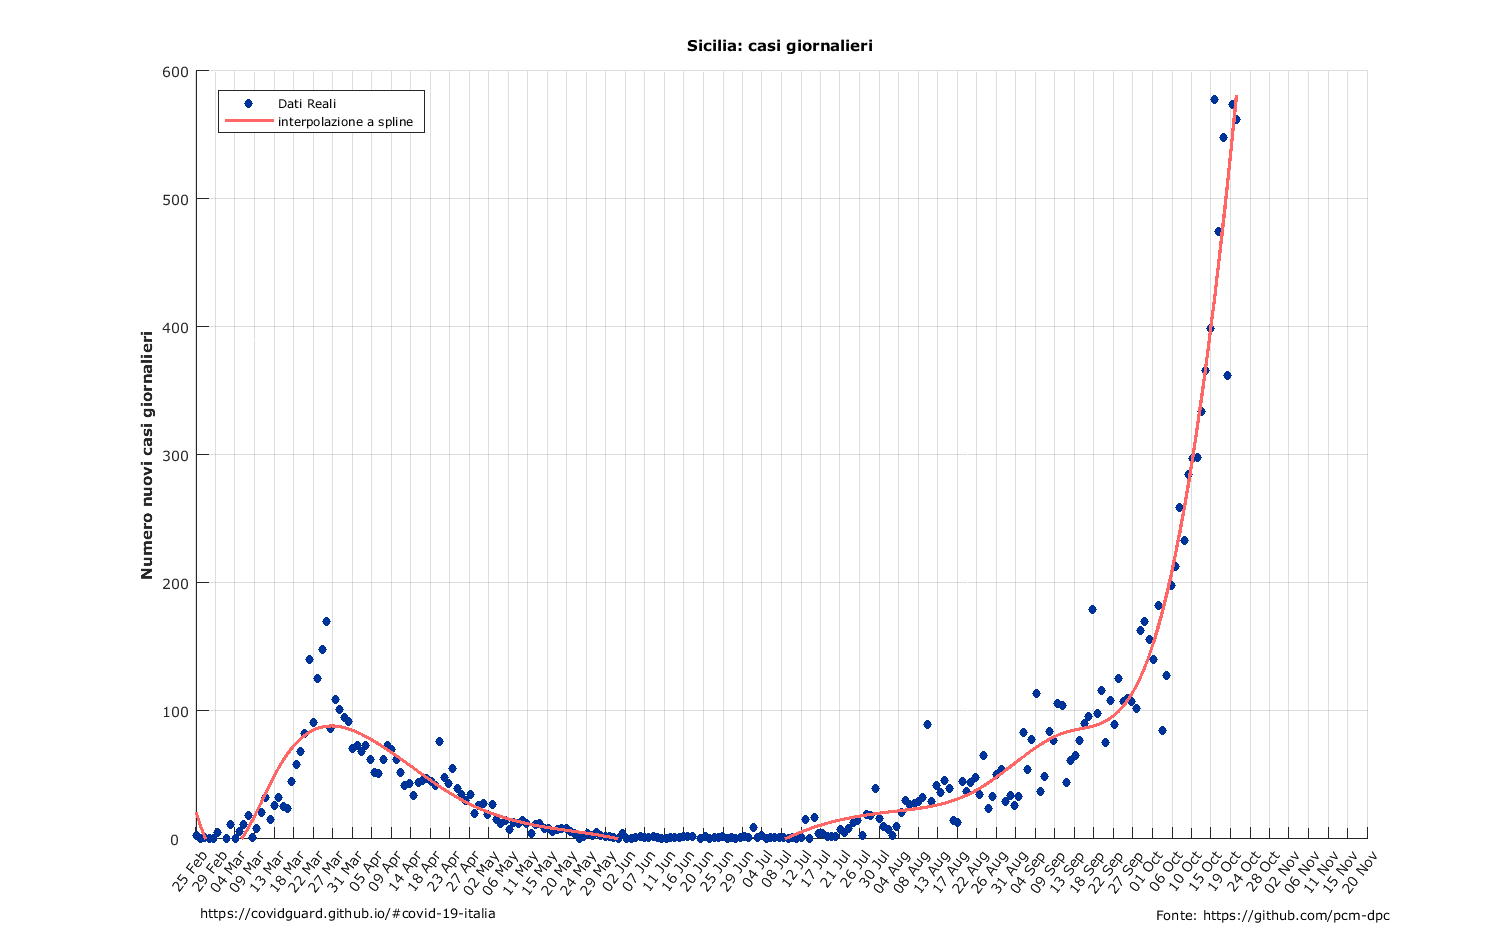 Sicilia: casi giornalieri
600
500
400
300
200
100
0
Numero nuovi casi giornalieri
Dati Reali
interpolazione a spline
25 Feb
29 Feb
04 Mar
09 Mar
13 Mar
18 Mar
22 Mar
27 Mar
31 Mar
05 Apr
09 Apr
14 Apr
18 Apr
23 Apr
27 Apr
02 May
06 May
11 May
15 May
20 May
24 May
29 May
02 Jun
07 Jun
11 Jun
16 Jun
20 Jun
25 Jun
29 Jun
04 Jul
08 Jul
12 Jul
17 Jul
21 Jul
26 Jul
30 Jul
04 Aug
08 Aug
13 Aug
17 Aug
22 Aug
26 Aug
31 Aug
04 Sep
09 Sep
13 Sep
18 Sep
22 Sep
27 Sep
01 Oct
06 Oct
10 Oct
15 Oct
19 Oct
24 Oct
28 Oct
02 Nov
06 Nov
11 Nov
15 Nov
20 Nov
https://covidguard.github.io/#covid-19-italia
Fonte: https://github.com/pcm-dpc